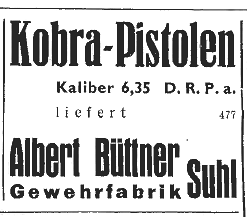 Kobra-Pistolen
Kaliber 6,35 D. R. P. a.
liefert 477
Albert Büttner
Gewehrfabrik Suhl